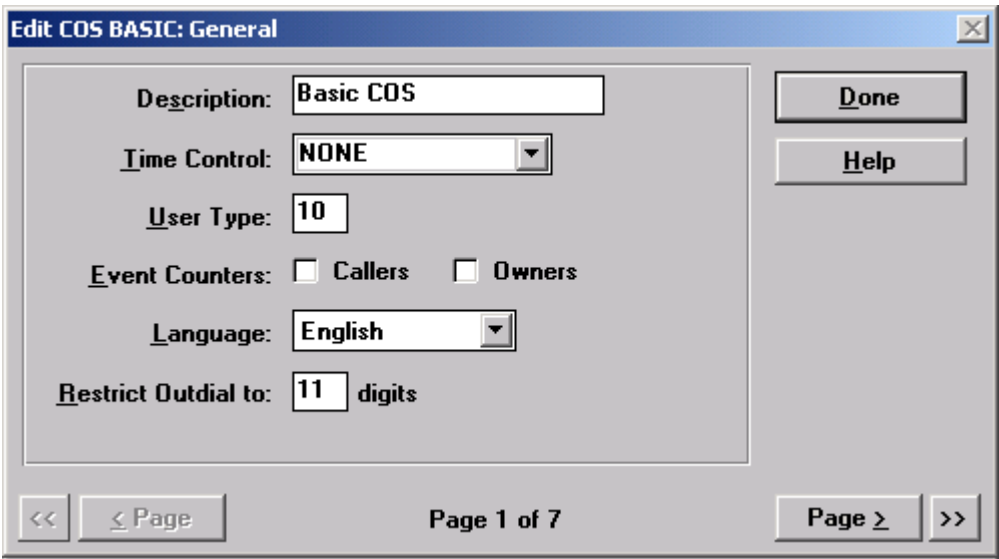 Edit COS BASIC: General
Description: Basic COS
Done
Time Control: NONE
Help
User Type: 10
Event Counters: Callers Owners
Language: English
Restrict Outdial to: 11 digits
<< < Page Page 1 of 7 Page > >>